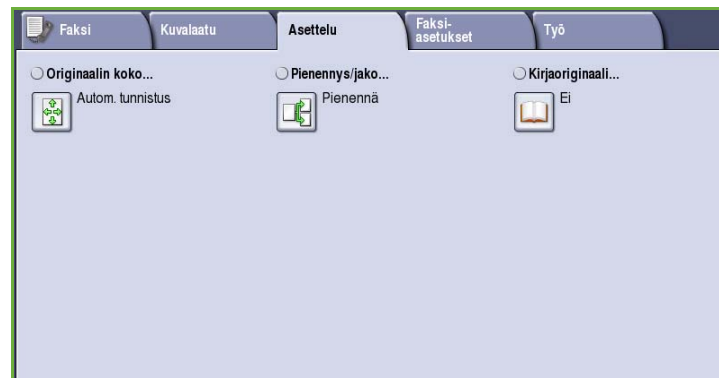 Faksi
Kuvalaatu
Asettelu
Faksi-
asetukset
Työ
Originaalin koko...
Pienennys/jako...
Kirjaoriginaali...
Autom. tunnistus
Pienennä
Ei